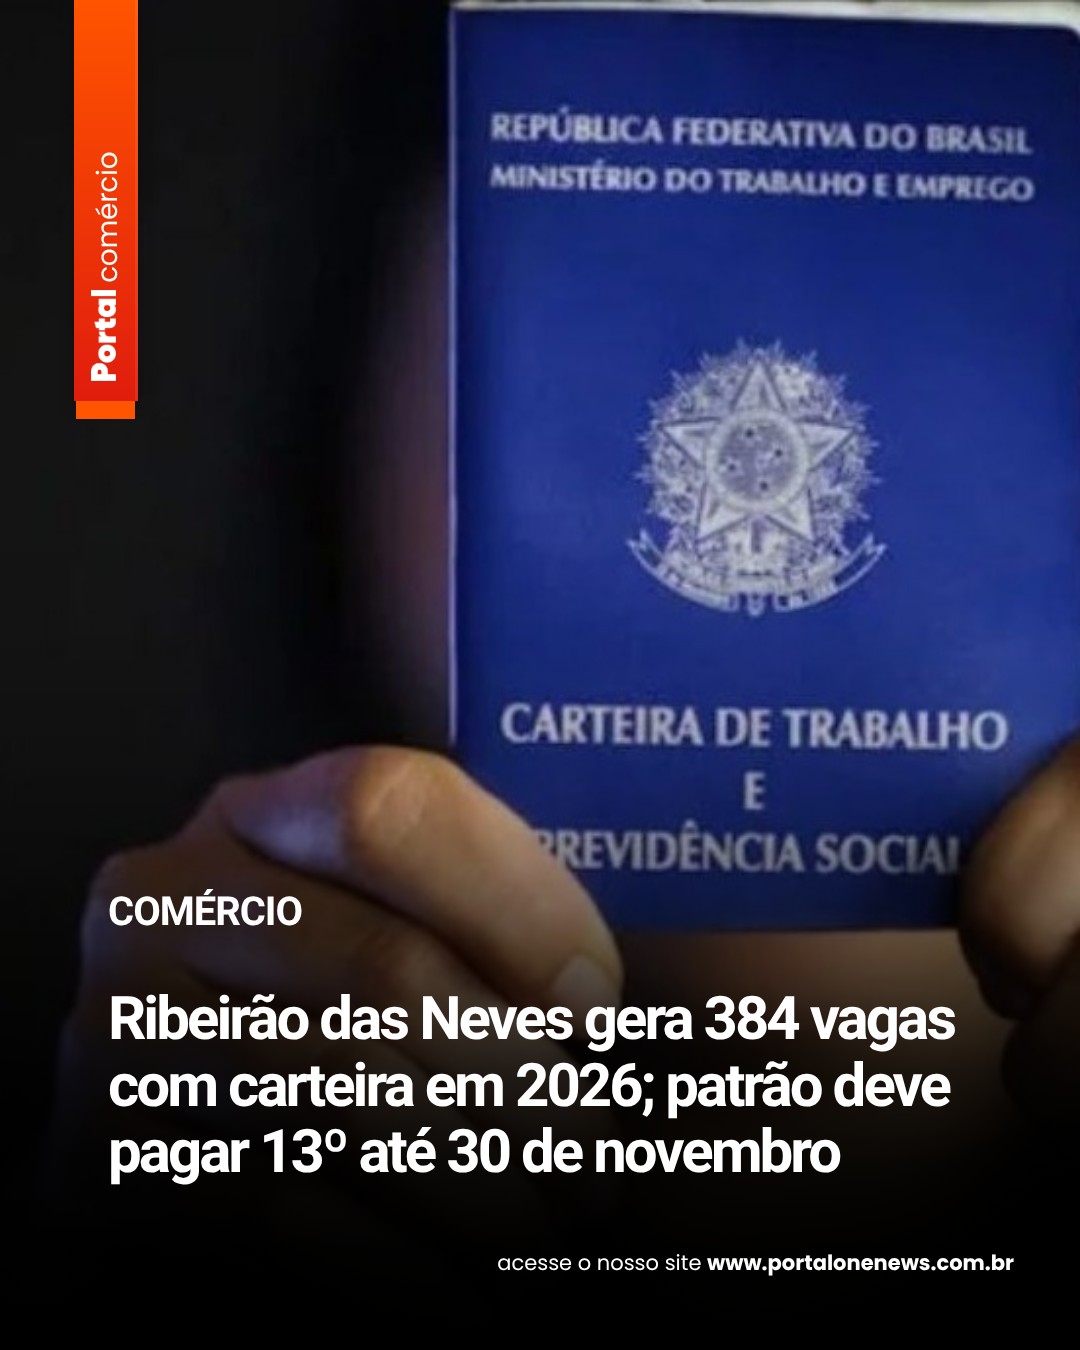 Portal comércio
REPÚBLICA FEDERATIVA DO BRASIL
MINISTÉRIO DO TRABALHO E EMPREGO
CARTEIRA DE TRABALHO
E
PREVIDÊNCIA SOCIAL
COMÉRCIO
Ribeirão das Neves gera 384 vagas
com carteira em 2026; patrão deve
pagar 13º até 30 de novembro
acesse o nosso site www.portalonenews.com.br